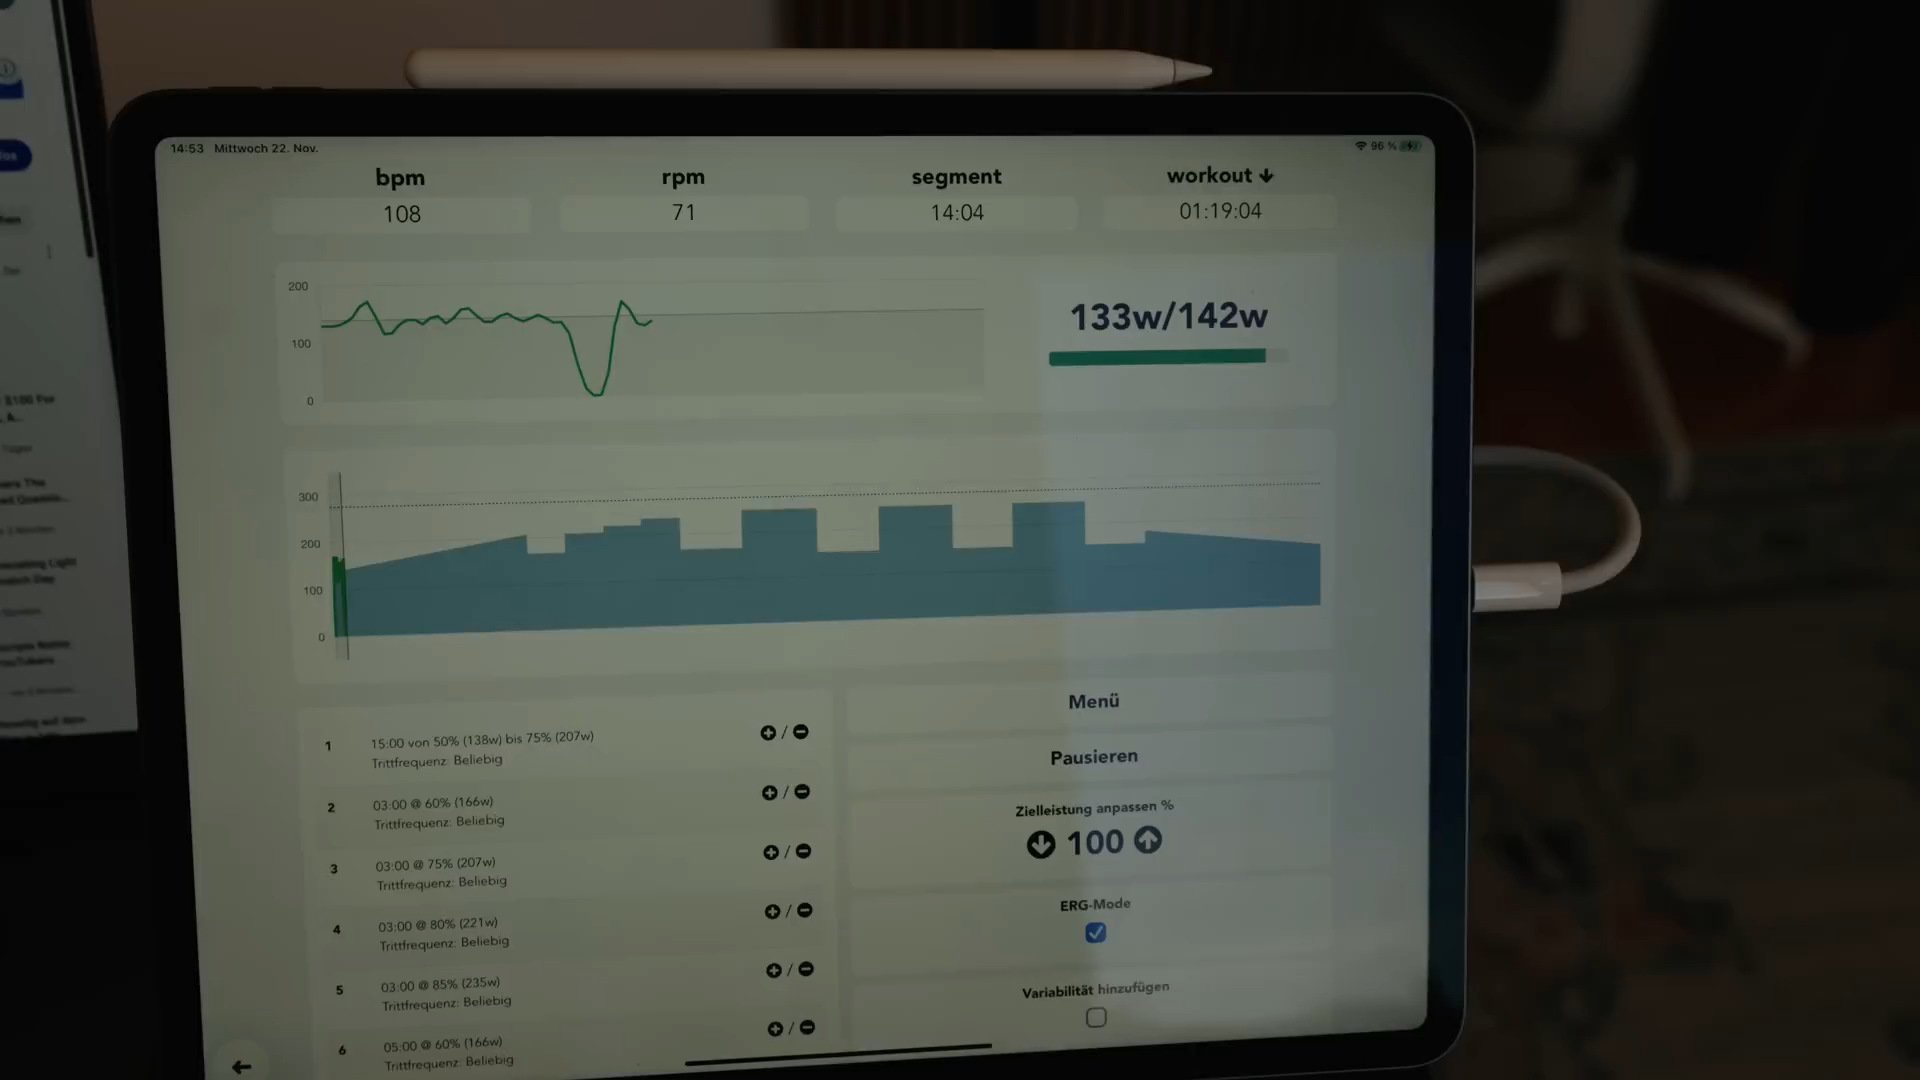 14:53 Mittwoch 22. Nov.
96 %
bpm
rpm
segment
workout
108
71
14:04
01:19:04
200
100
0
133w/142w
300
200
100
0
1
15:00 von 50% (138w) bis 75% (207w)
Trittfrequenz: Beliebig
/
2
03:00 @ 60% (166w)
Trittfrequenz: Beliebig
/
3
03:00 @ 75% (207w)
Trittfrequenz: Beliebig
/
4
03:00 @ 80% (221w)
Trittfrequenz: Beliebig
/
5
03:00 @ 85% (235w)
Trittfrequenz: Beliebig
/
6
05:00 @ 60% (166w)
Trittfrequenz: Beliebig
/
Menü
Pausieren
Zielleistung anpassen %
100
ERG-Mode
Variabilität hinzufügen